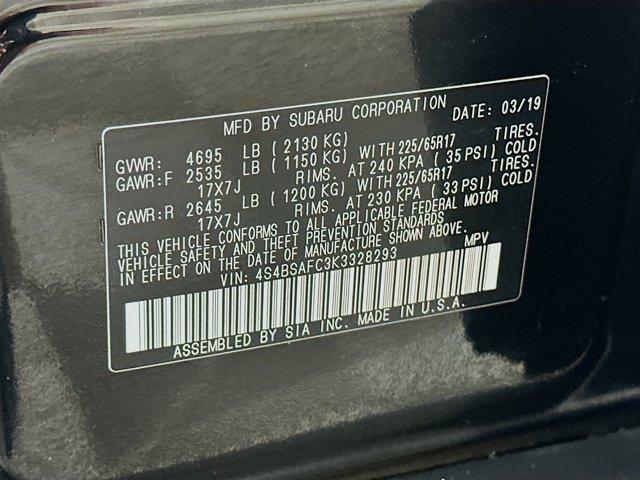 MFD BY SUBARU CORPORATION DATE: 03/19
GVWR: 4695 LB ( 2130 KG)
GAWR:F 2535 LB ( 1150 KG) WITH 225/65R17 TIRES.
17X7J RIMS. AT 240 KPA ( 35 PSI) COLD
GAWR:R 2645 LB ( 1200 KG) WITH 225/65R17 TIRES.
17X7J RIMS. AT 230 KPA ( 33 PSI) COLD
THIS VEHICLE CONFORMS TO ALL APPLICABLE FEDERAL MOTOR
VEHICLE SAFETY AND THEFT PREVENTION STANDARDS
IN EFFECT ON THE DATE OF MANUFACTURE SHOWN ABOVE.
VIN: 4S4BSAFC3K3328293 MPV
ASSEMBLED BY SIA INC. MADE IN U.S.A.